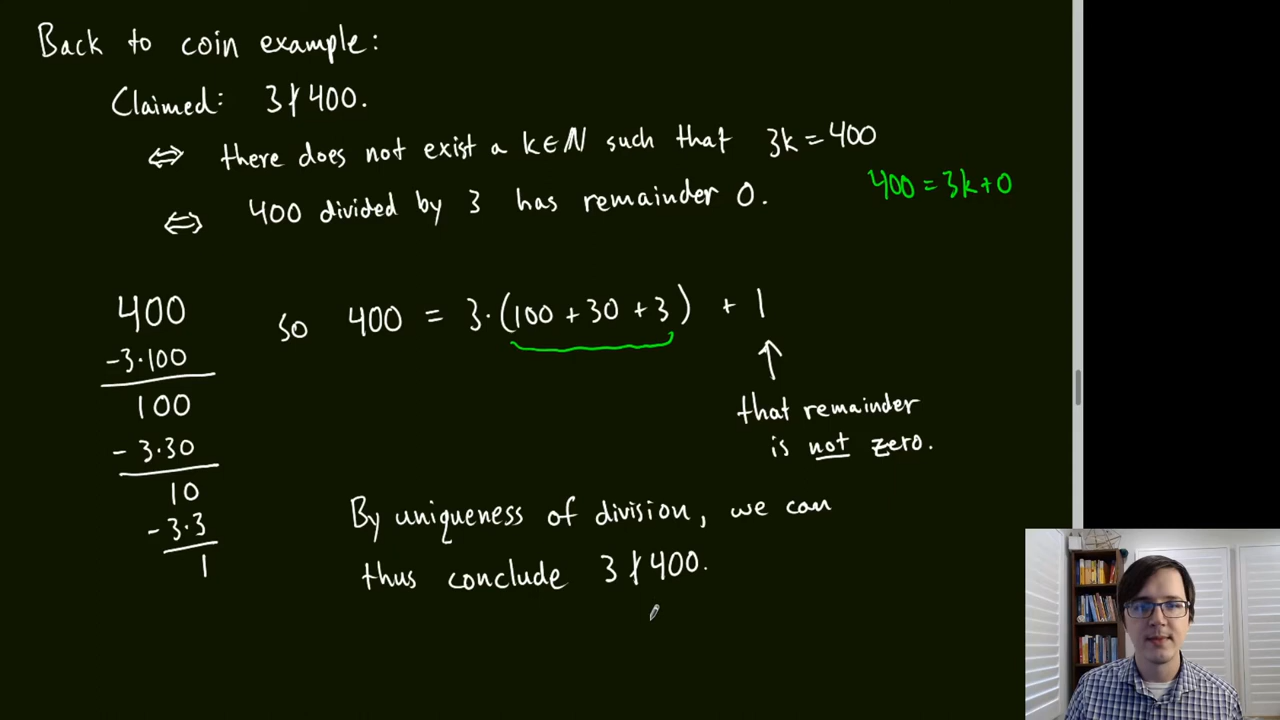 Back to coin example:
Claimed: 3∤400.
⇔ there does not exist a k∈N such that 3k=400
400=3k+0
⇔ 400 divided by 3 has remainder 0.
400
-3·100
100
-3·30
10
-3·3
1
so 400 = 3·(100+30+3) + 1
that remainder
is not zero.
By uniqueness of division, we can
thus conclude 3∤400.